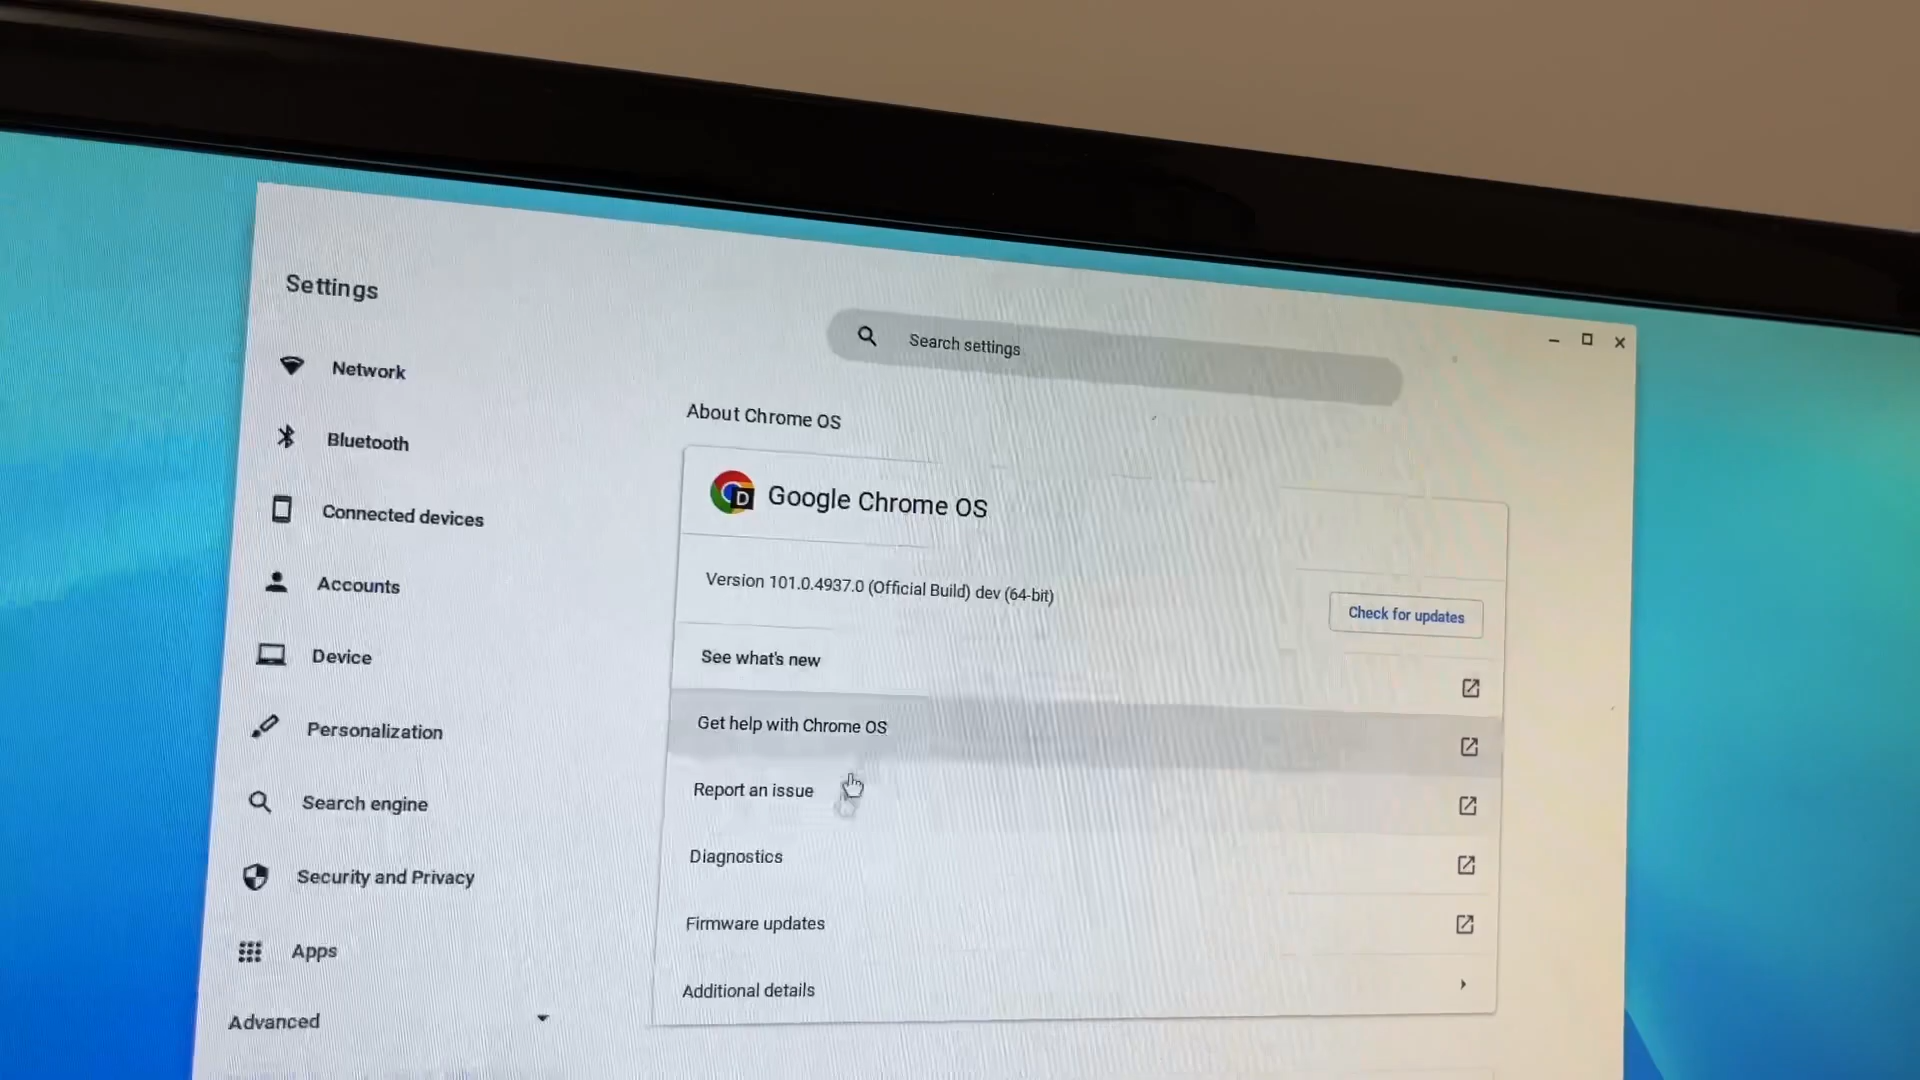 Settings
Search settings
Network
Bluetooth
Connected devices
Accounts
Device
Personalization
Search engine
Security and Privacy
Apps
Advanced
About Chrome OS
D
Google Chrome OS
Version 101.0.4937.0 (Official Build) dev (64-bit)
Check for updates
See what's new
Get help with Chrome OS
Report an issue
Diagnostics
Firmware updates
Additional details